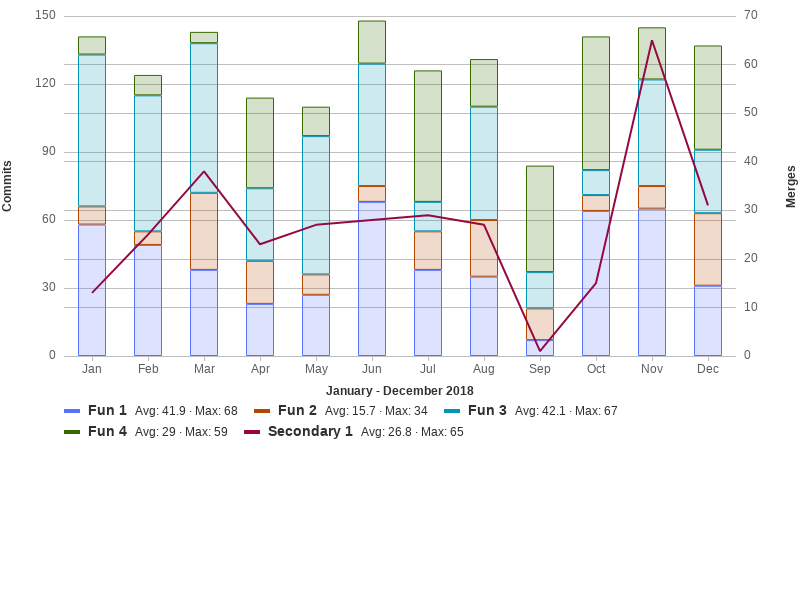 150
120
90
60
30
0
Commits
70
60
50
40
30
20
10
0
Merges
Jan Feb Mar Apr May Jun Jul Aug Sep Oct Nov Dec
January - December 2018
Fun 1 Avg: 41.9 · Max: 68 Fun 2 Avg: 15.7 · Max: 34 Fun 3 Avg: 42.1 · Max: 67
Fun 4 Avg: 29 · Max: 59 Secondary 1 Avg: 26.8 · Max: 65